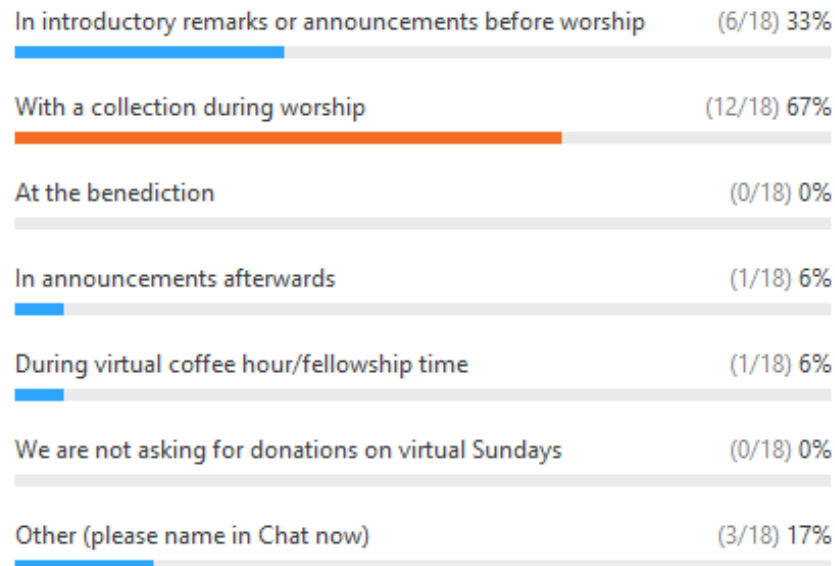 In introductory remarks or announcements before worship (6/18) 33%
With a collection during worship (12/18) 67%
At the benediction (0/18) 0%
In announcements afterwards (1/18) 6%
During virtual coffee hour/fellowship time (1/18) 6%
We are not asking for donations on virtual Sundays (0/18) 0%
Other (please name in Chat now) (3/18) 17%